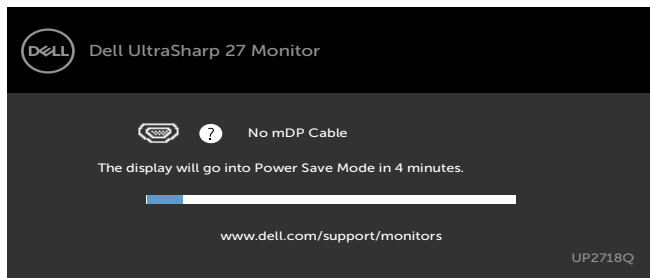 DELL Dell UltraSharp 27 Monitor
? No mDP Cable
The display will go into Power Save Mode in 4 minutes.
www.dell.com/support/monitors
UP2718Q